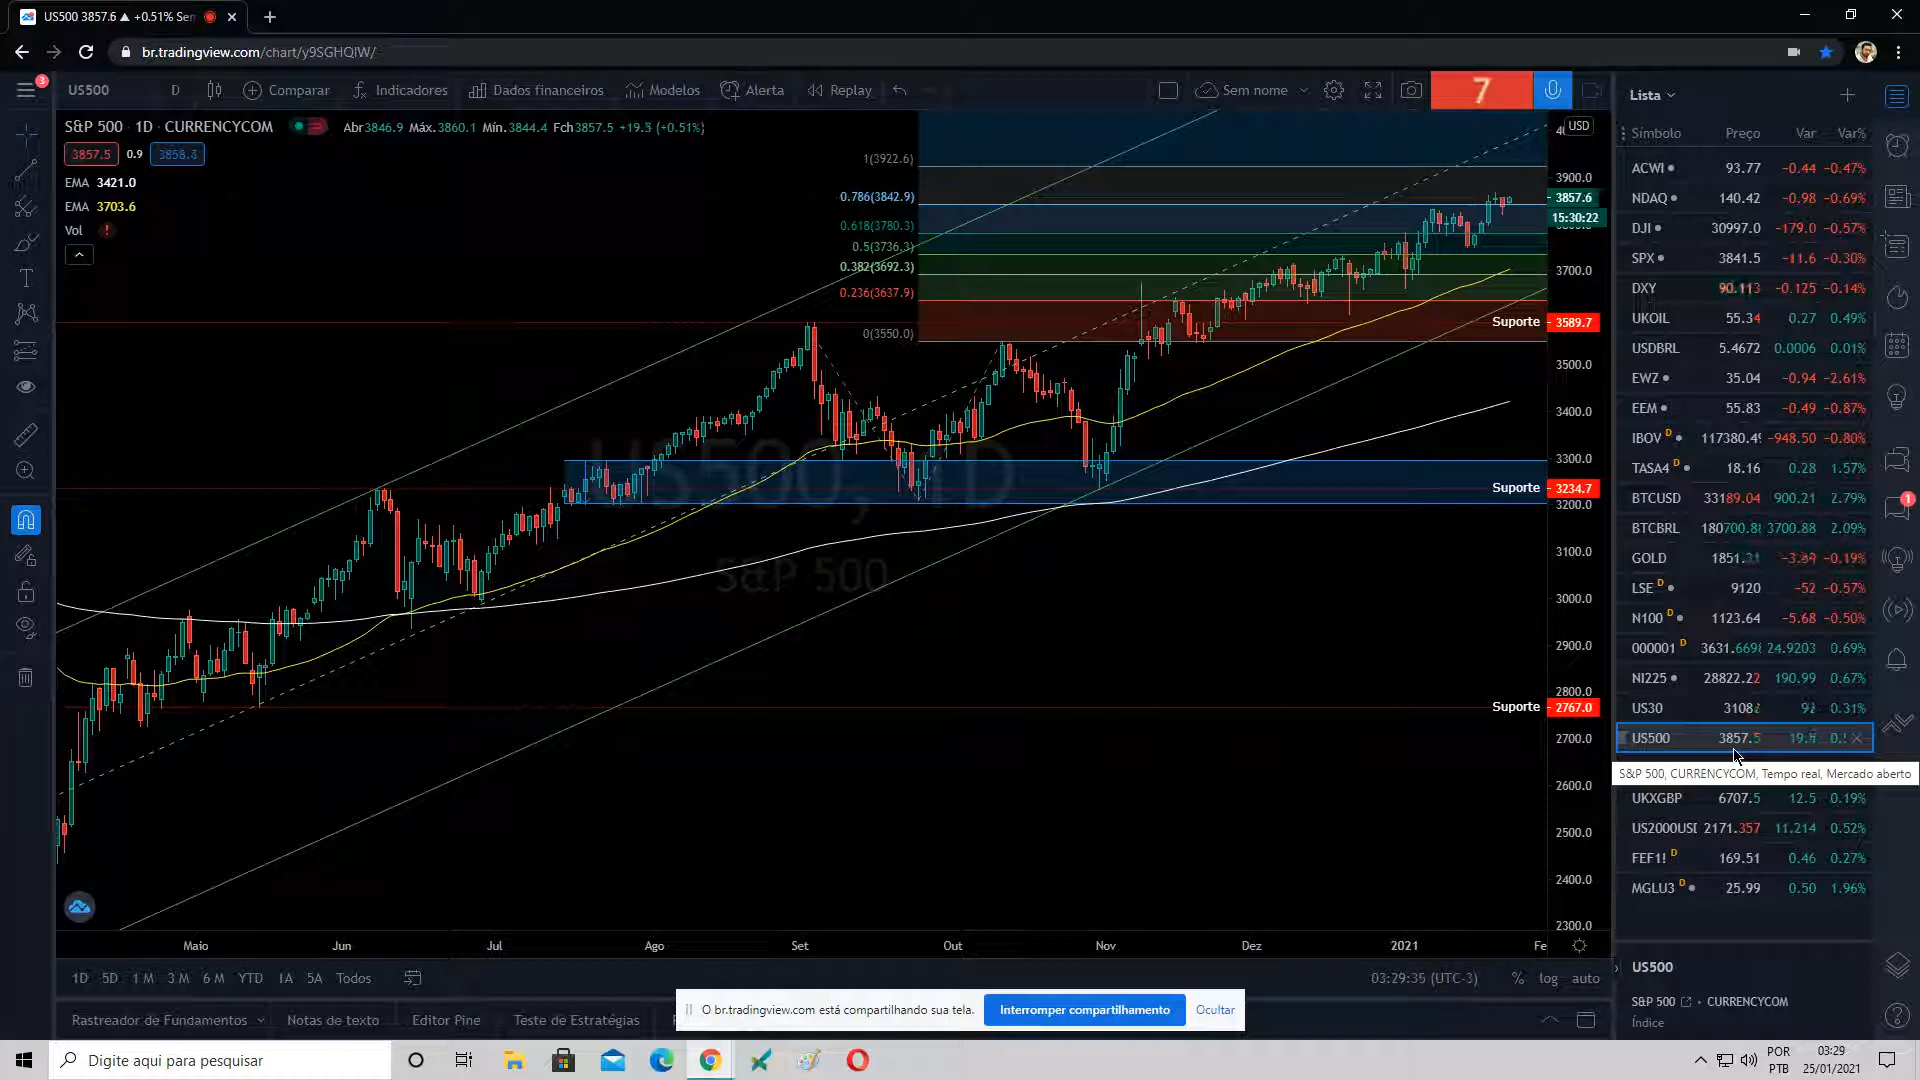 US500 3857.6 ▲ +0.51% Sem
br.tradingview.com/chart/y9SGHQIW/
3
US500 D Comparar Indicadores Dados financeiros Modelos Alerta Replay Sem nome 7
S&P 500 · 1D · CURRENCYCOM Abr3846.9 Máx.3860.1 Mín.3844.4 Fch3857.5 +19.5 (+0.51%)
3857.5 0.9
EMA 3421.0
EMA 3703.6
Vol !
US500, 1D
S&P 500
1(3922.6)
0.786(3842.9)
0.618(3780.3)
0.5(3736.3)
0.382(3692.3)
0.236(3637.9)
0(3550.0)
USD
3900.0
3857.6
15:30:22
3700.0
Suporte 3589.7
3500.0
3400.0
3300.0
Suporte 3234.7
3200.0
3100.0
3000.0
2900.0
2800.0
Suporte 2767.0
2700.0
2600.0
2500.0
2400.0
2300.0
Maio Jun Jul Ago Set Out Nov Dez 2021 Fe
1D 5D 1M 3M 6M YTD 1A 5A Todos 03:29:35 (UTC-3) % log auto
Rastreador de Fundamentos Notas de texto Editor Pine Teste de Estratégias
O br.tradingview.com está compartilhando sua tela. Interromper compartilhamento Ocultar
Lista
Símbolo Preço Var Var%
ACWI 93.77 −0.44 −0.47%
NDAQ 140.42 −0.98 −0.69%
DJI 30997.0 −179.0 −0.57%
SPX 3841.5 −11.6 −0.30%
DXY 90.113 −0.125 −0.14%
UKOIL 55.34 0.27 0.49%
USDBRL 5.4672 0.0006 0.01%
EWZ 35.04 −0.94 −2.61%
EEM 55.83 −0.49 −0.87%
IBOV D 117380.49 −948.50 −0.80%
TASA4 D 18.16 0.28 1.57%
BTCUSD 33189.04 900.21 2.79%
BTCBRL 180700.88 3700.88 2.09%
GOLD −0.19%
LSE D 9120 −52 −0.57%
N100 D 1123.64 −5.68 −0.50%
000001 D 3631.6698 24.9203 0.69%
NI225 28822.22 190.99 0.67%
US30 0.31%
US500 3857.5
S&P 500, CURRENCYCOM, Tempo real, Mercado aberto
UKXGBP 6707.5 12.5 0.19%
US2000USD 2171.357 11.214 0.52%
FEF1! D 169.51 0.46 0.27%
MGLU3 D 25.99 0.50 1.96%
1
US500
S&P 500 • CURRENCYCOM
Índice
Digite aqui para pesquisar
POR
PTB
03:29
25/01/2021